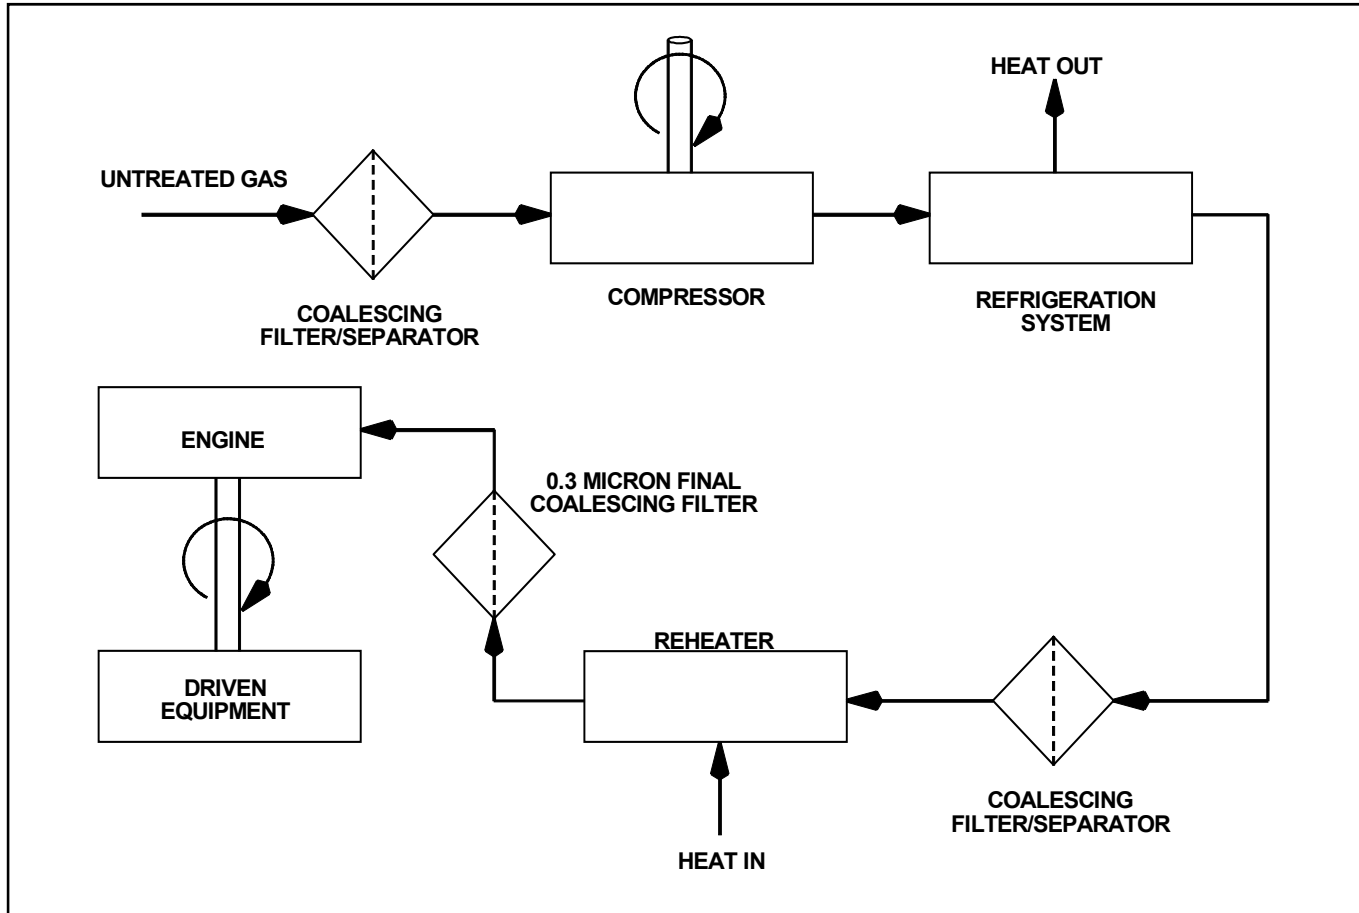 HEAT OUT
UNTREATED GAS
COALESCING
FILTER/SEPARATOR
COMPRESSOR
REFRIGERATION
SYSTEM
ENGINE
0.3 MICRON FINAL
COALESCING FILTER
REHEATER
DRIVEN
EQUIPMENT
COALESCING
FILTER/SEPARATOR
HEAT IN